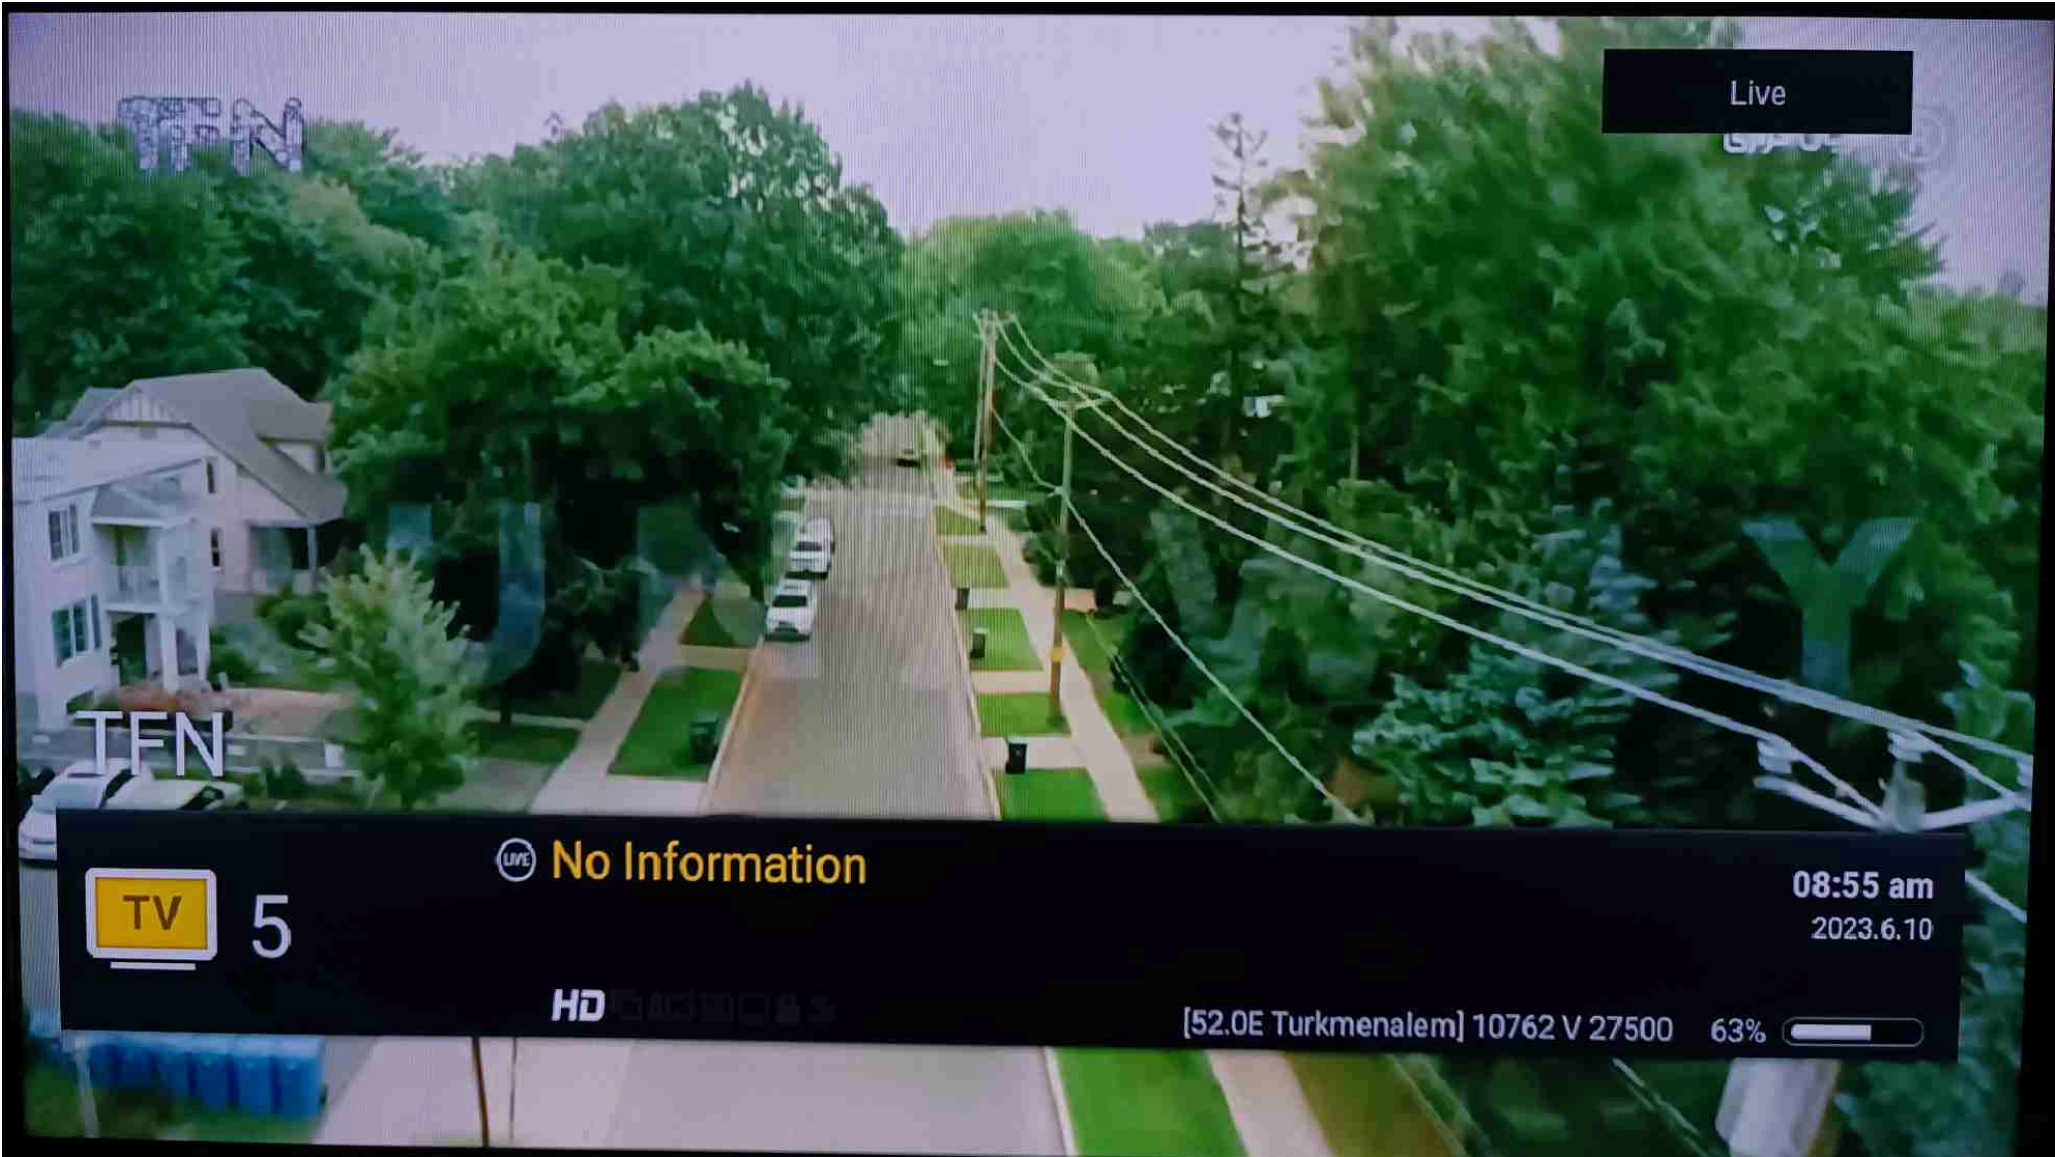 TFN
Live
TFN
TV 5
LIVE No Information
08:55 am
2023.6.10
HD
[52.0E Turkmenalem] 10762 V 27500 63%